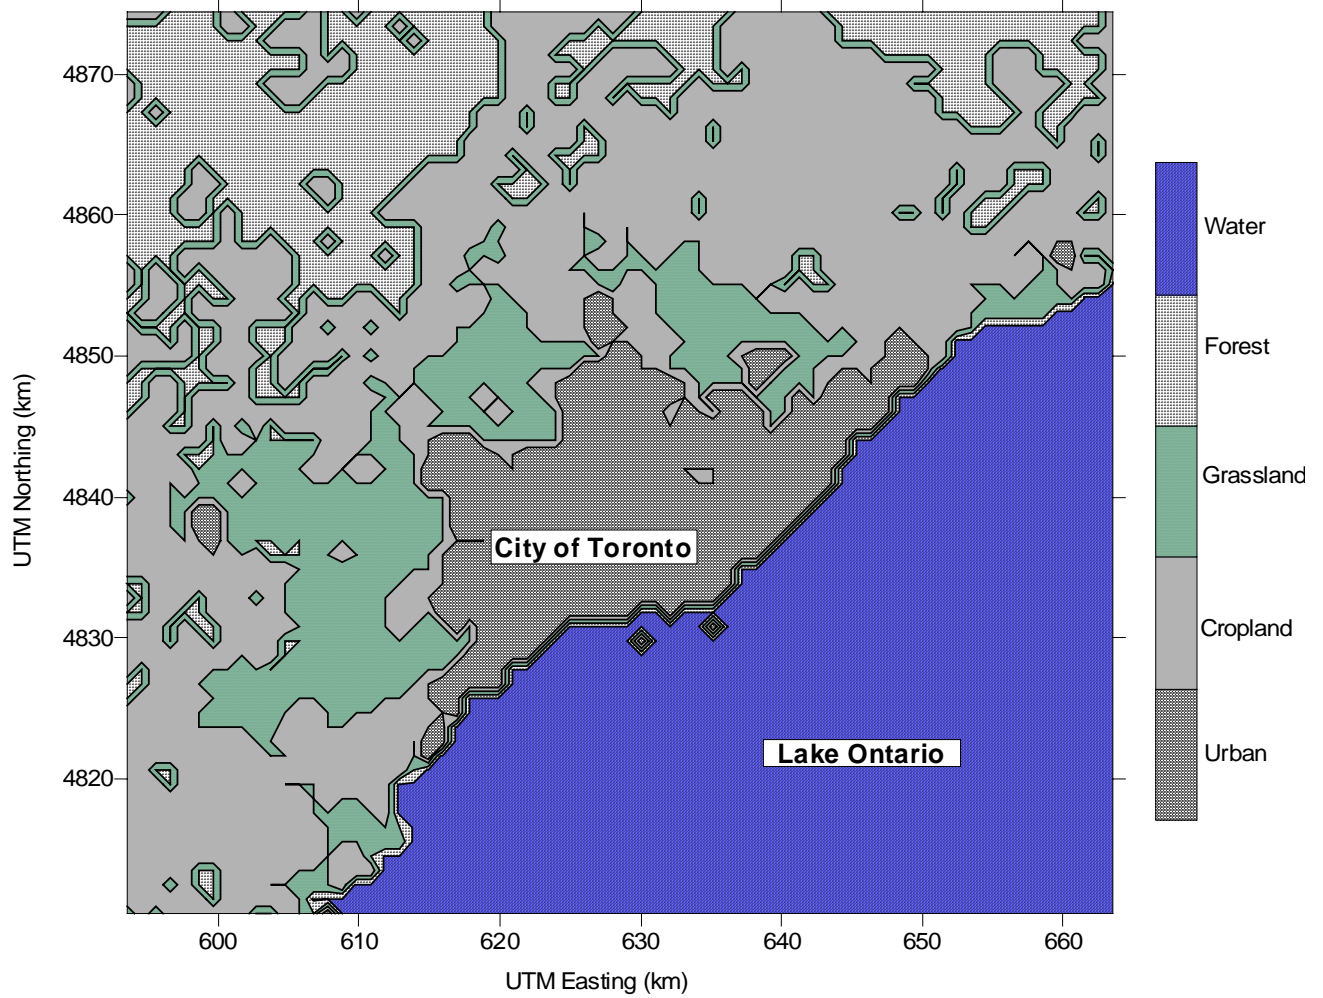 4870
4860
4850
4840
4830
4820
UTM Northing (km)
City of Toronto
Lake Ontario
600 610 620 630 640 650 660
UTM Easting (km)
Water
Forest
Grassland
Cropland
Urban